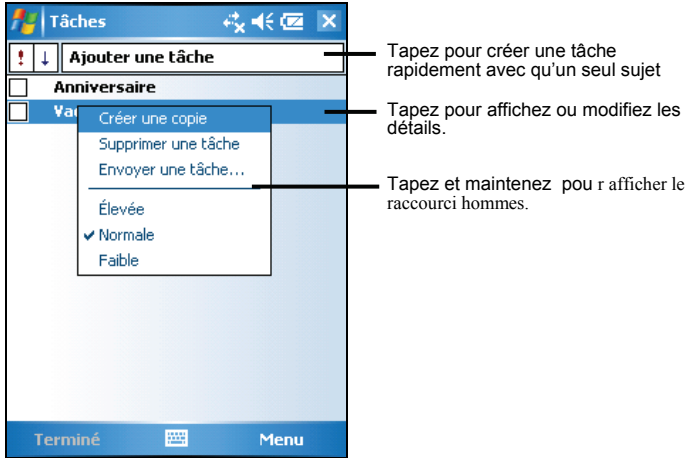 Tâches
! ↓ Ajouter une tâche
Anniversaire
Créer une copie
Supprimer une tâche
Envoyer une tâche...
Élevée
Normale
Faible
Terminé Menu
Tapez pour créer une tâche
rapidement avec qu'un seul sujet
Tapez pour affichez ou modifiez les
détails.
Tapez et maintenez pou r afficher le
raccourci hommes.